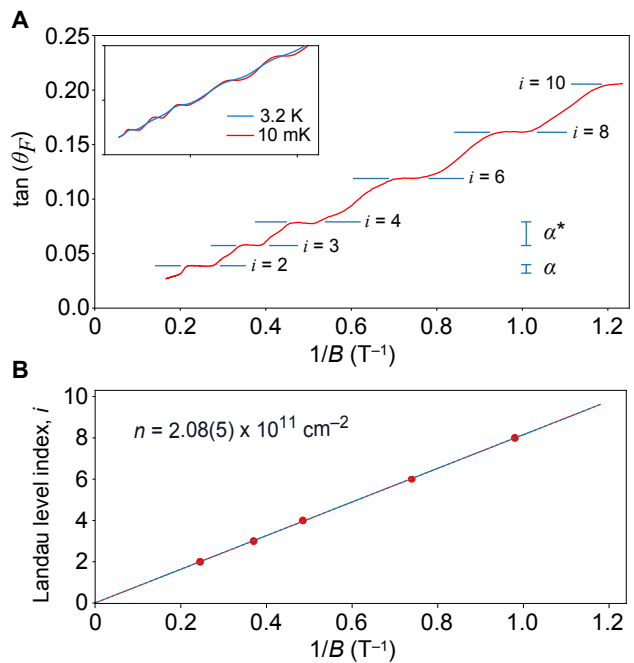 A
0.25
0.20
0.15
0.10
0.05
0.0
tan (θF)
3.2 K
10 mK
i = 10
i = 8
i = 6
i = 4
i = 3
i = 2
α*
α
0 0.2 0.4 0.6 0.8 1.0 1.2
1/B (T⁻¹)
B
10
8
6
4
2
0
Landau level index, i
n = 2.08(5) x 10¹¹ cm⁻²
0 0.2 0.4 0.6 0.8 1.0 1.2
1/B (T⁻¹)